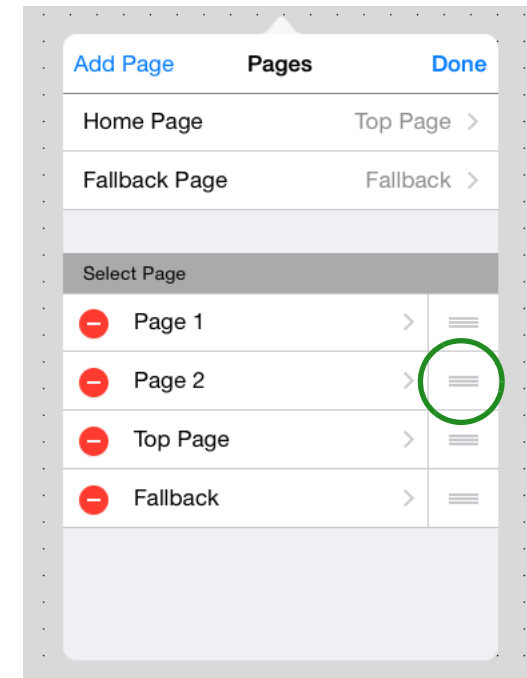 Add Page Pages Done
Home Page Top Page
Fallback Page Fallback
Select Page
Page 1
Page 2
Top Page
Fallback